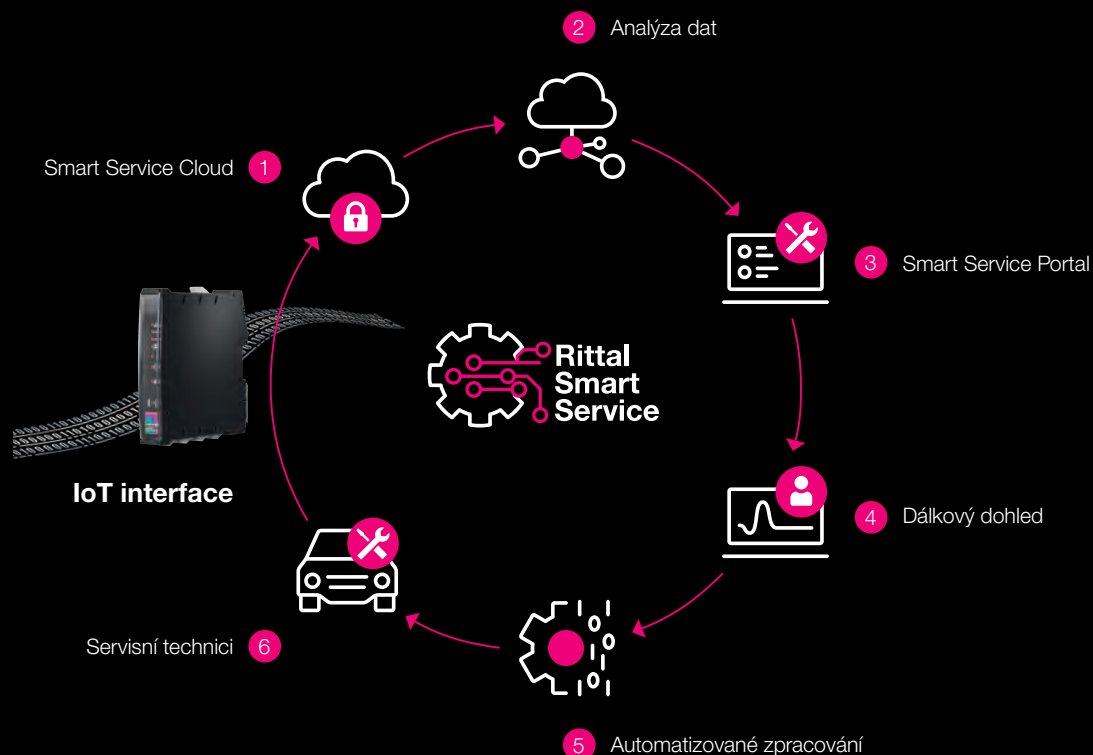 2 Analýza dat
Smart Service Cloud 1
3 Smart Service Portal
Rittal
Smart
Service
IoT interface
4 Dálkový dohled
Servisní technici 6
5 Automatizované zpracování